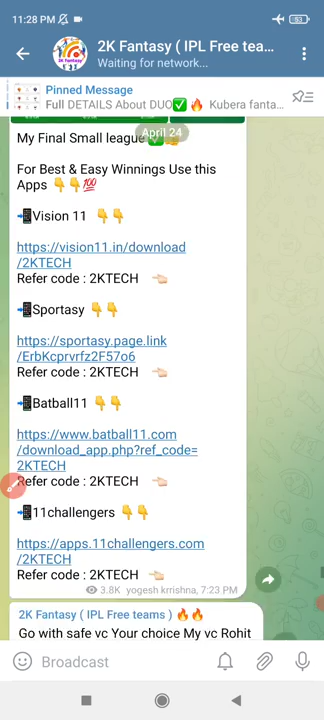 11:28 PM
53
2K Fantasy ( IPL Free tea...
Waiting for network...
Pinned Message
Full DETAILS About DUO✅🔥 Kubera fanta...
My Final Small league ✅👍
April 24
For Best & Easy Winnings Use this
Apps 👇👇💯
📲Vision 11 👇👇
https://vision11.in/download
/2KTECH
Refer code : 2KTECH 👈🏻
📲Sportasy 👇👇
https://sportasy.page.link
/ErbKcprvrfz2F57o6
Refer code : 2KTECH 👈🏻
📲Batball11 👇👇
https://www.batball11.com
/download_app.php?ref_code=
2KTECH
Refer code : 2KTECH 👈🏻
📲11challengers 👇👇
https://apps.11challengers.com
/2KTECH
Refer code : 2KTECH 👈🏻
3.8K yogesh krrishna, 7:23 PM
2K Fantasy ( IPL Free teams ) 🔥🔥
Go with safe vc Your choice My vc Rohit
Broadcast